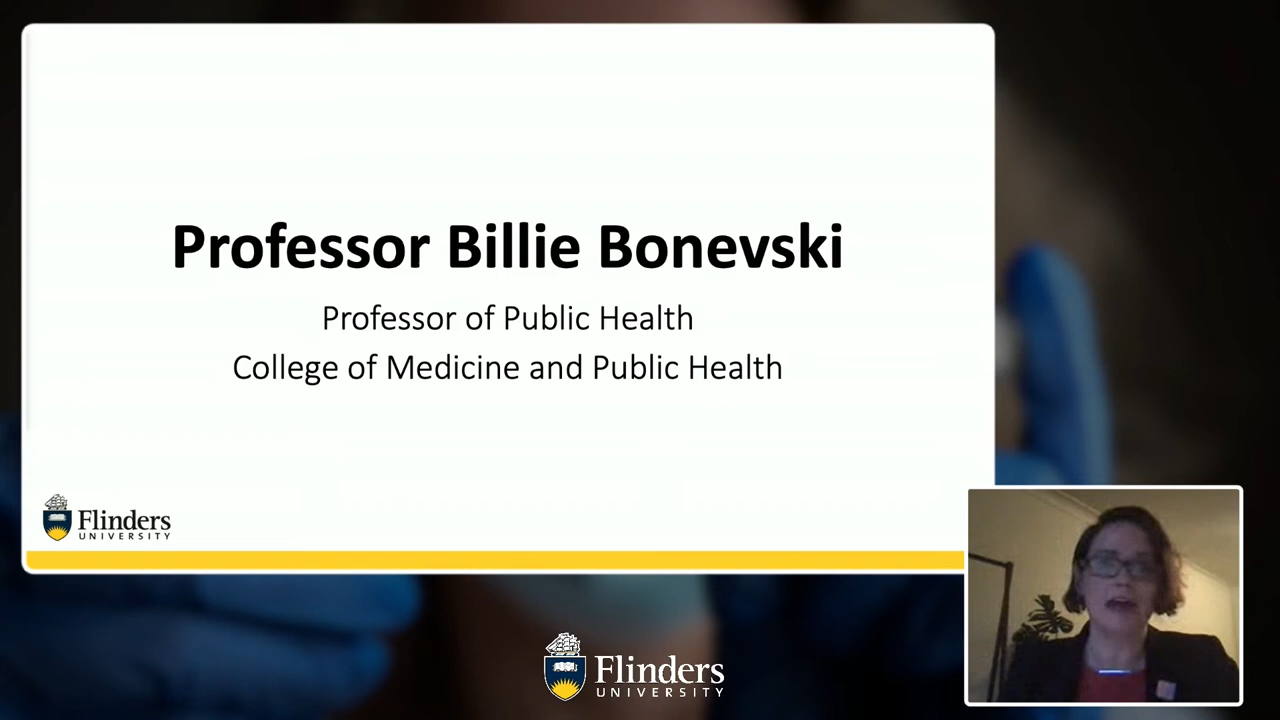 Professor Billie Bonevski
Professor of Public Health
College of Medicine and Public Health
Flinders
UNIVERSITY
Flinders
UNIVERSITY